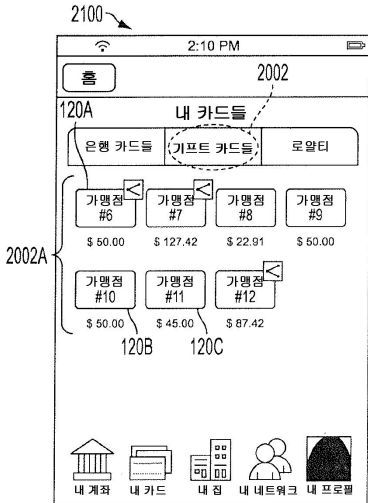 2100
2:10 PM
홈
2002
120A
내 카드들
은행 카드들 기프트 카드들 로얄티
가맹점 #6 가맹점 #7 가맹점 #8 가맹점 #9
$ 50.00 $ 127.42 $ 22.91 $ 50.00
2002A
가맹점 #10 가맹점 #11 가맹점 #12
$ 50.00 $ 45.00 $ 87.42
120B 120C
내 계좌 내 카드 내 집 내 네트워크 내 프로필